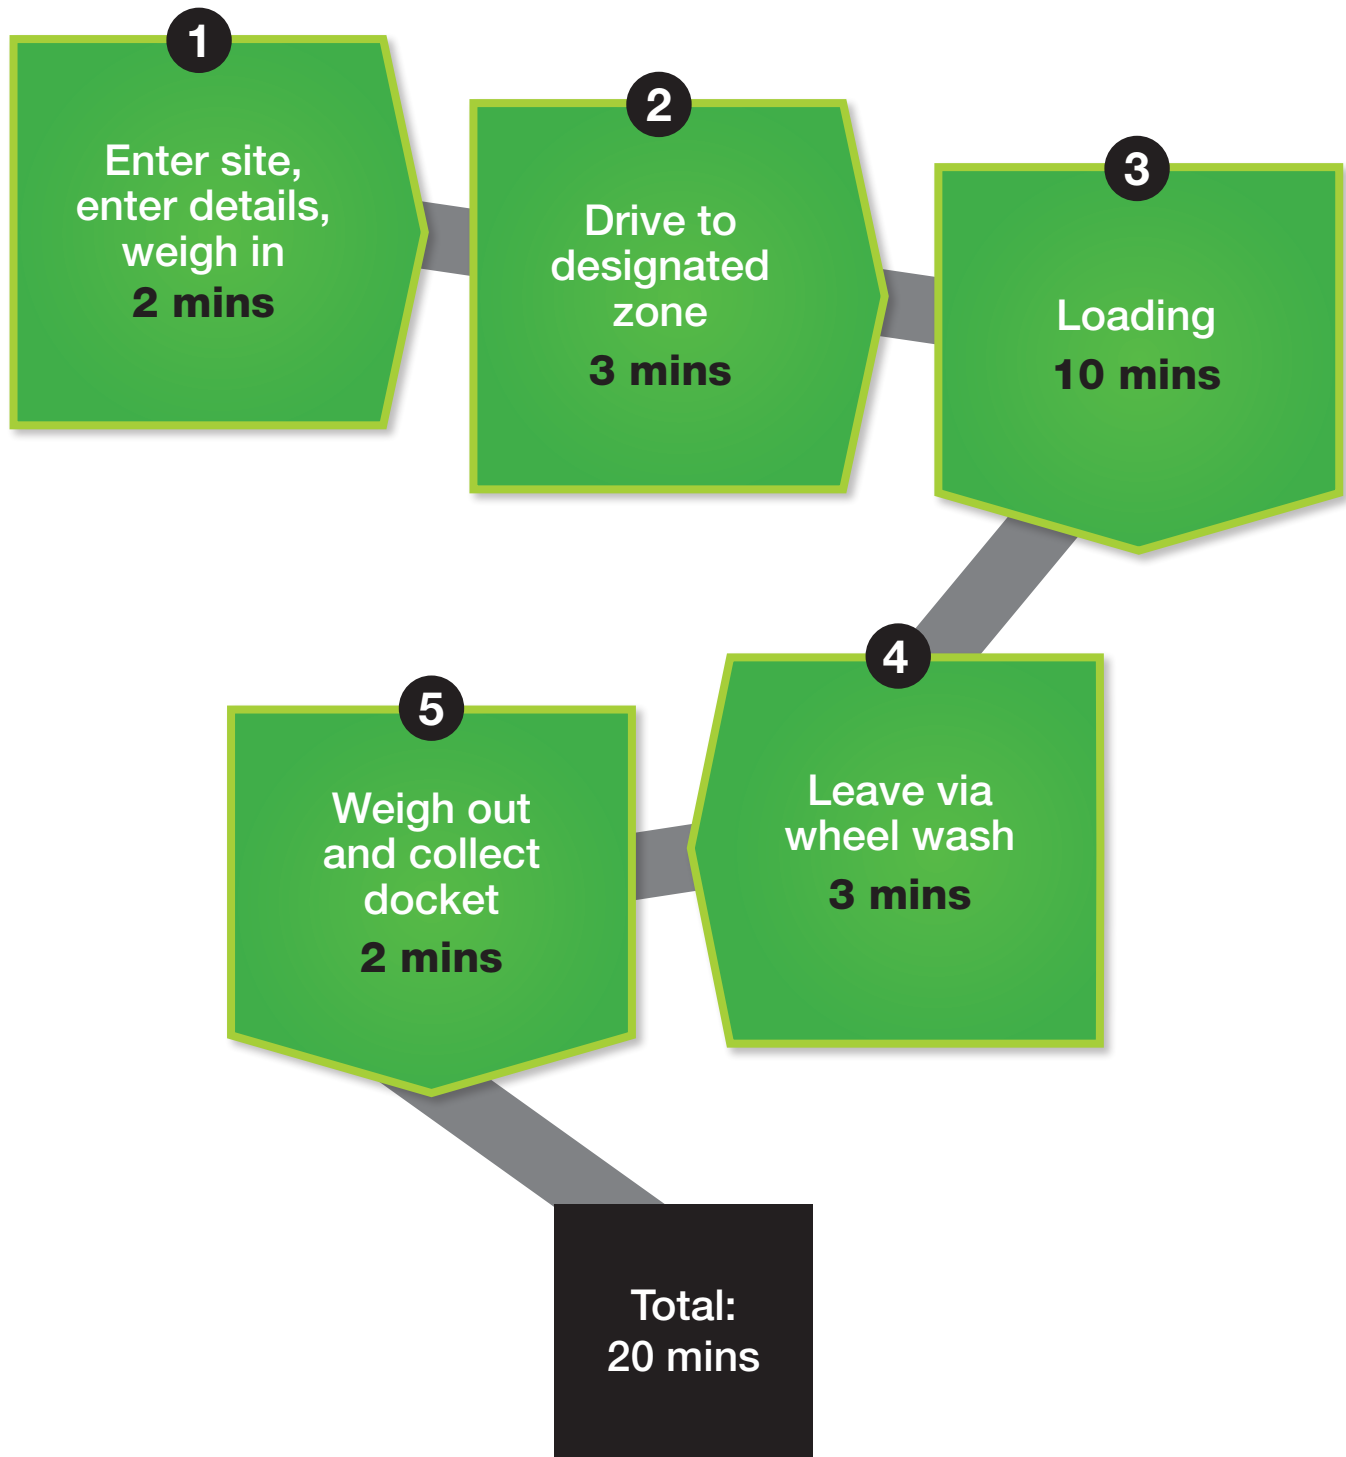 1
Enter site,
enter details,
weigh in
2 mins
2
Drive to
designated
zone
3 mins
3
Loading
10 mins
4
Leave via
wheel wash
3 mins
5
Weigh out
and collect
docket
2 mins
Total:
20 mins